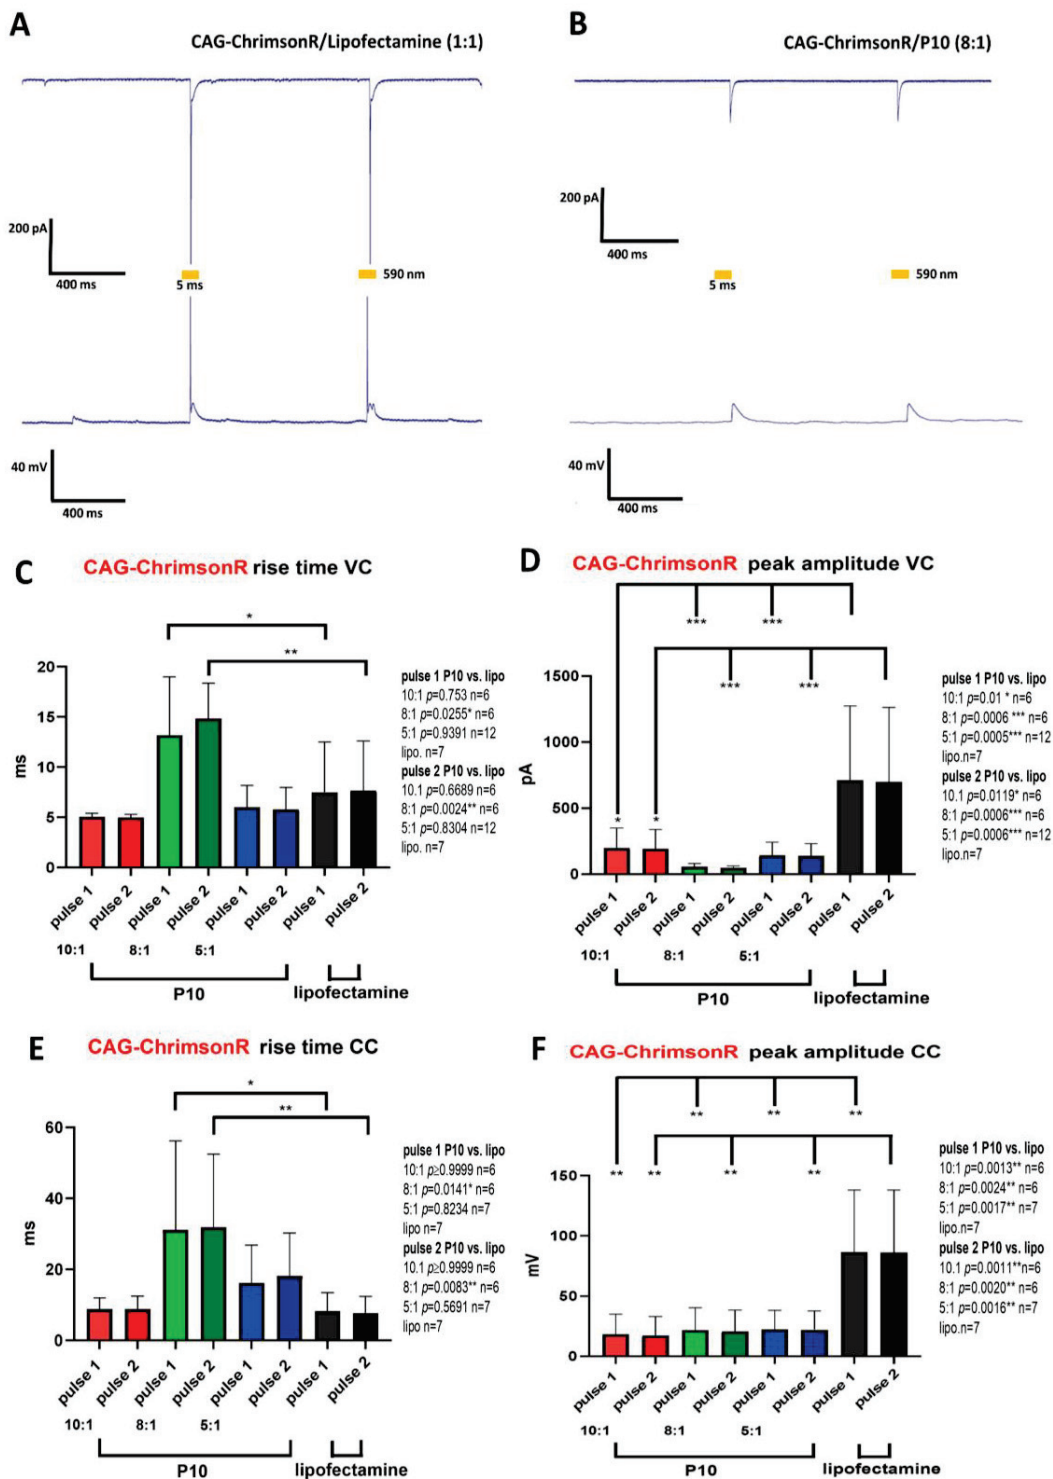 A
CAG-ChrimsonR/Lipofectamine (1:1)
200 pA
400 ms
5 ms
590 nm
40 mV
400 ms
B
CAG-ChrimsonR/P10 (8:1)
200 pA
400 ms
5 ms
590 nm
40 mV
400 ms
C
CAG-ChrimsonR rise time VC
*
**
20
15
10
5
0
ms
pulse 1
pulse 2
pulse 1
pulse 2
pulse 1
pulse 2
pulse 1
pulse 2
10:1 8:1 5:1
P10
lipofectamine
pulse 1 P10 vs. lipo
10:1 p=0.753 n=6
8:1 p=0.0255* n=6
5:1 p=0.9391 n=12
lipo. n=7
pulse 2 P10 vs. lipo
10.1 p=0.6689 n=6
8:1 p=0.0024** n=6
5:1 p=0.8304 n=12
lipo. n=7
D
CAG-ChrimsonR peak amplitude VC
*** ***
*** ***
* *
1500
1000
500
0
pA
pulse 1
pulse 2
pulse 1
pulse 2
pulse 1
pulse 2
pulse 1
pulse 2
10:1 8:1 5:1
P10
lipofectamine
pulse 1 P10 vs. lipo
10:1 p=0.01 * n=6
8:1 p=0.0006 *** n=6
5:1 p=0.0005*** n=12
lipo.n=7
pulse 2 P10 vs. lipo
10.1 p=0.0119* n=6
8:1 p=0.0006*** n=6
5:1 p=0.0006*** n=12
lipo.n=7
E
CAG-ChrimsonR rise time CC
*
**
60
40
20
0
ms
pulse 1
pulse 2
pulse 1
pulse 2
pulse 1
pulse 2
pulse 1
pulse 2
10:1 8:1 5:1
P10
lipofectamine
pulse 1 P10 vs. lipo
10:1 p≥0.9999 n=6
8:1 p=0.0141* n=6
5:1 p=0.8234 n=7
lipo n=7
pulse 2 P10 vs. lipo
10.1 p≥0.9999 n=6
8:1 p=0.0083** n=6
5:1 p=0.5691 n=7
lipo n=7
F
CAG-ChrimsonR peak amplitude CC
** ** **
** ** ** **
150
100
50
0
mV
pulse 1
pulse 2
pulse 1
pulse 2
pulse 1
pulse 2
pulse 1
pulse 2
10:1 8:1 5:1
P10
lipofectamine
pulse 1 P10 vs. lipo
10:1 p=0.0013** n=6
8:1 p=0.0024** n=6
5:1 p=0.0017** n=7
lipo.n=7
pulse 2 P10 vs. lipo
10.1 p=0.0011**n=6
8:1 p=0.0020** n=6
5:1 p=0.0016** n=7
lipo.n=7